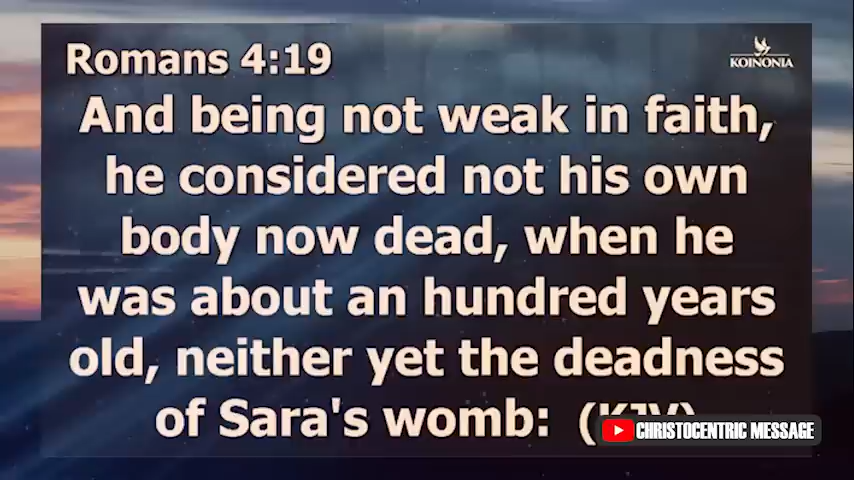 Romans 4:19
KOINONIA
And being not weak in faith,
he considered not his own
body now dead, when he
was about an hundred years
old, neither yet the deadness
of Sara's womb: (KJV)
CHRISTOCENTRIC MESSAGE